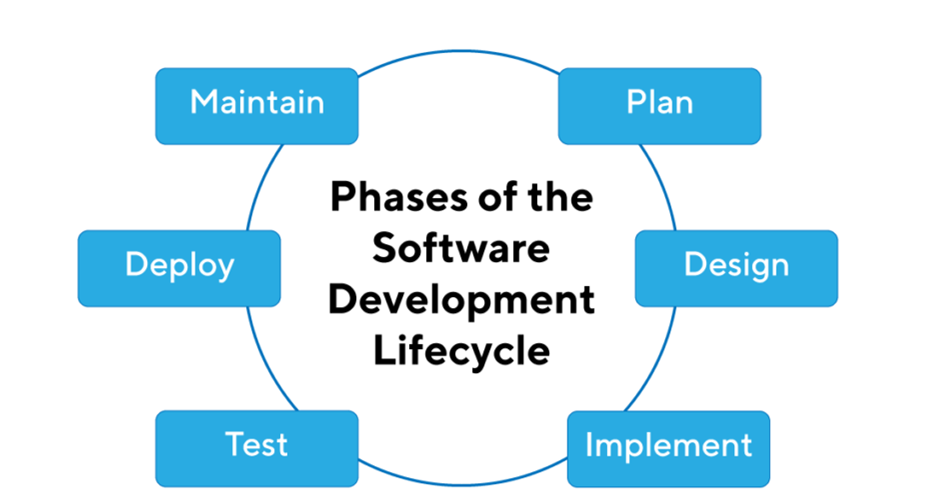 Maintain
Plan
Phases of the
Software
Development
Lifecycle
Deploy
Design
Test
Implement